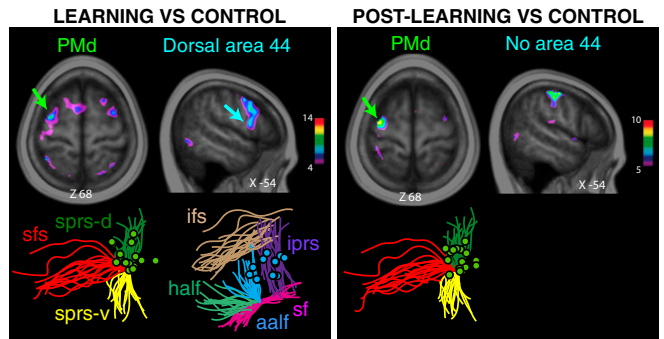 LEARNING VS CONTROL
PMd
Dorsal area 44
14
4
Z 68
X -54
sprs-d
sfs
sprs-v
ifs
iprs
half
sf
aalf
POST-LEARNING VS CONTROL
PMd
No area 44
10
5
Z 68
X -54